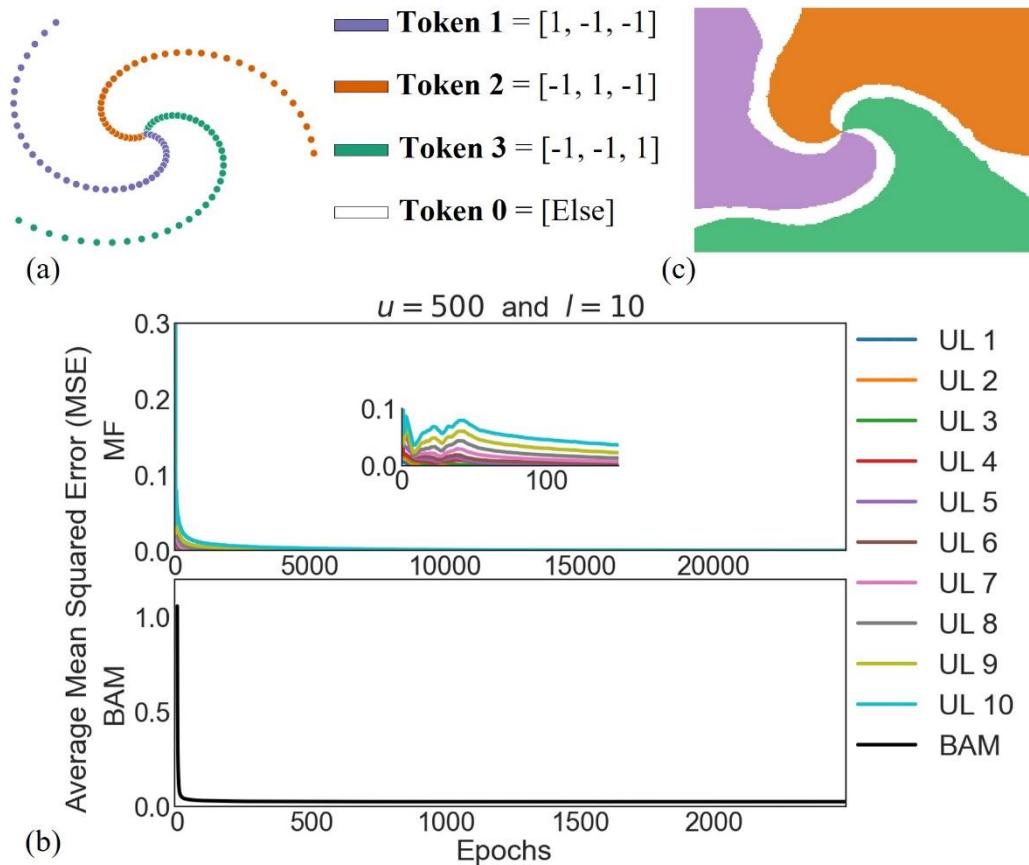 Token 1 = [1, -1, -1]
Token 2 = [-1, 1, -1]
Token 3 = [-1, -1, 1]
Token 0 = [Else]
(a)
(c)
u = 500 and l = 10
Average Mean Squared Error (MSE)
MF
BAM
0.3
0.2
0.1
0.0
0 5000 10000 15000 20000
0.1
0.0
0 100
1.0
0.5
0.0
0 500 1000 1500 2000
Epochs
(b)
UL 1
UL 2
UL 3
UL 4
UL 5
UL 6
UL 7
UL 8
UL 9
UL 10
BAM